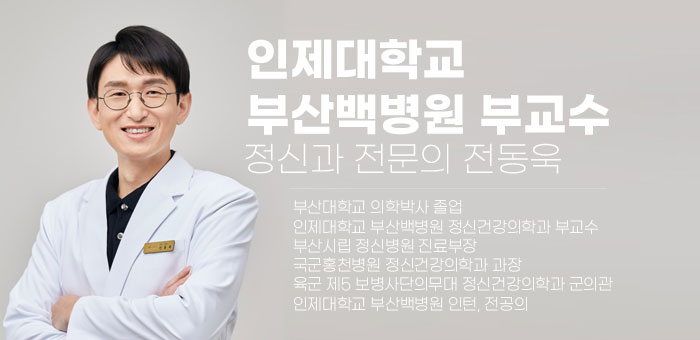 인제대학교
부산백병원 부교수
정신과 전문의 전동욱
부산대학교 의학박사 졸업
인제대학교 부산백병원 정신건강의학과 부교수
부산시립 정신병원 진료부장
국군홍천병원 정신건강의학과 과장
육군 제5 보병사단의무대 정신건강의학과 군의관
인제대학교 부산백병원 인턴, 전공의